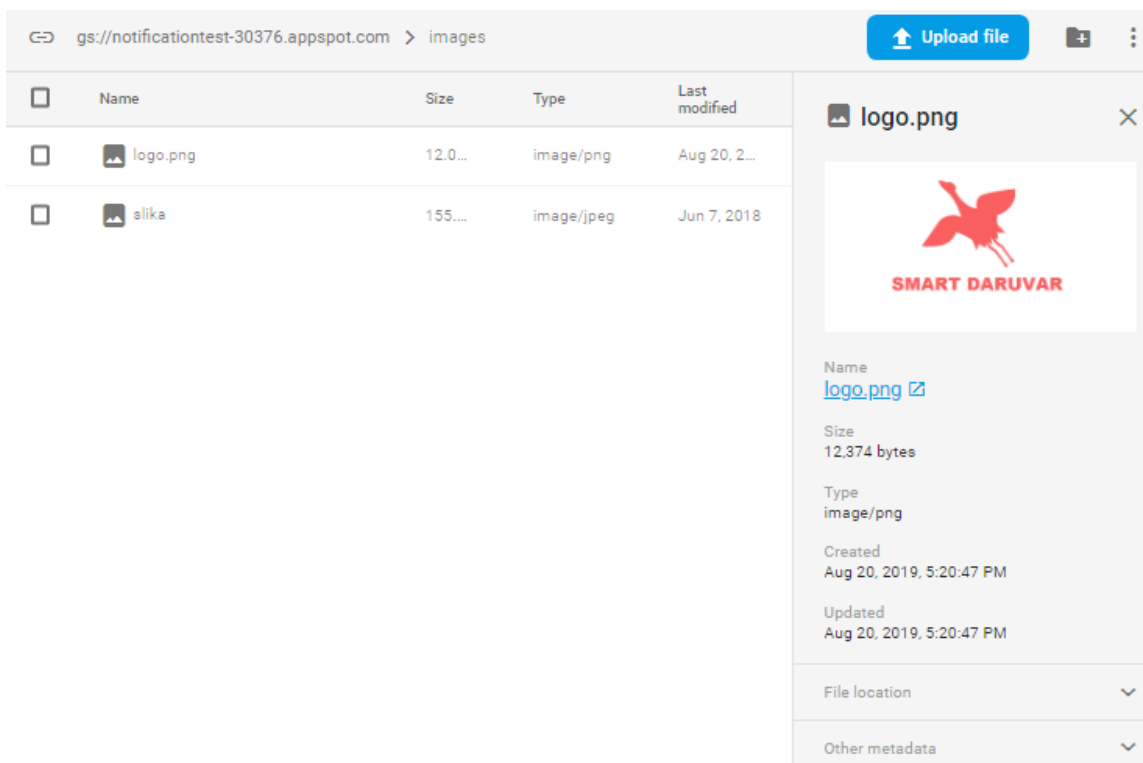 gs://notificationtest-30376.appspot.com > images
Upload file
Name Size Type Last modified
logo.png 12.0... image/png Aug 20, 2...
slika 155.... image/jpeg Jun 7, 2018
logo.png
SMART DARUVAR
Name
logo.png
Size
12,374 bytes
Type
image/png
Created
Aug 20, 2019, 5:20:47 PM
Updated
Aug 20, 2019, 5:20:47 PM
File location
Other metadata